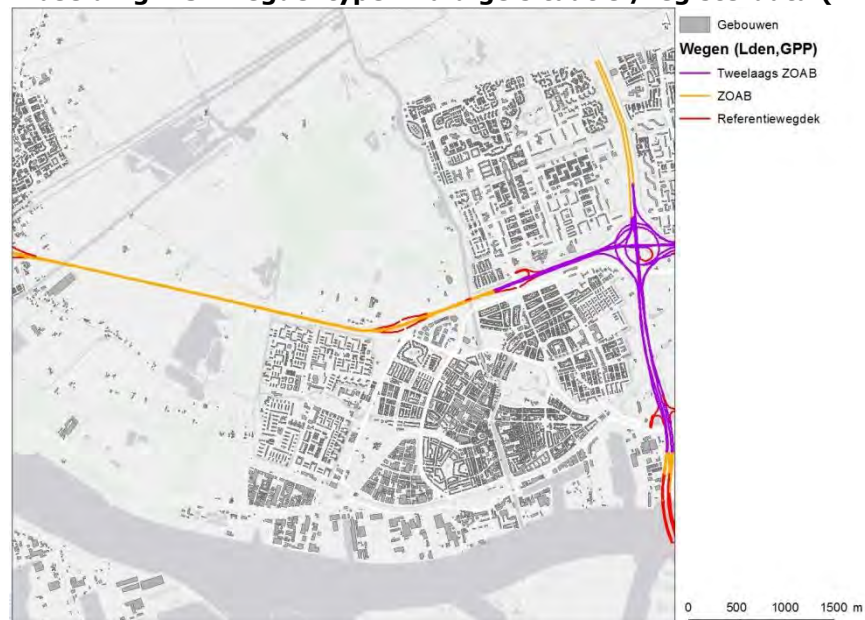 Gebouwen
Wegen (Lden,GPP)
Tweelaags ZOAB
ZOAB
Referentiewegdek
0 500 1000 1500 m